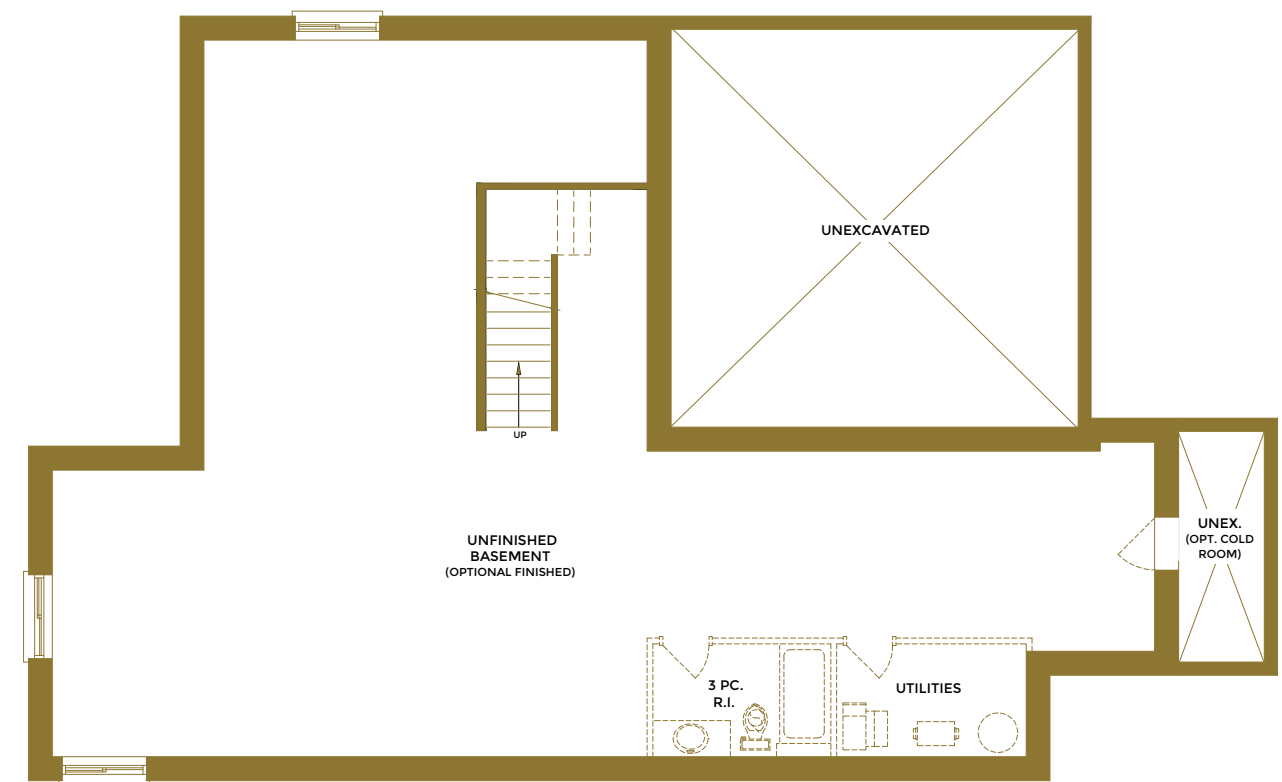 UNEXCAVATED
UP
UNFINISHED
BASEMENT
(OPTIONAL FINISHED)
UNEX.
(OPT. COLD
ROOM)
3 PC.
R.I.
UTILITIES